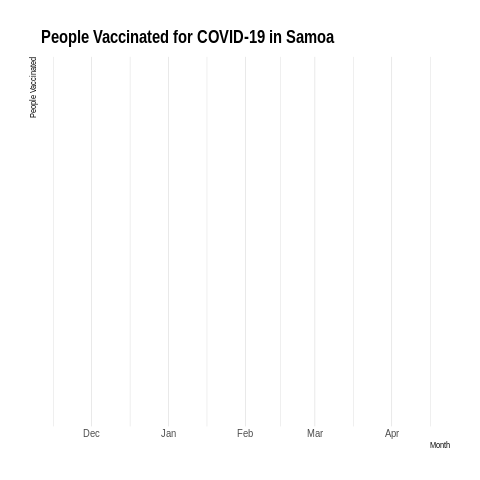 People Vaccinated for COVID-19 in Samoa
People Vaccinated
Dec Jan Feb Mar Apr
Month